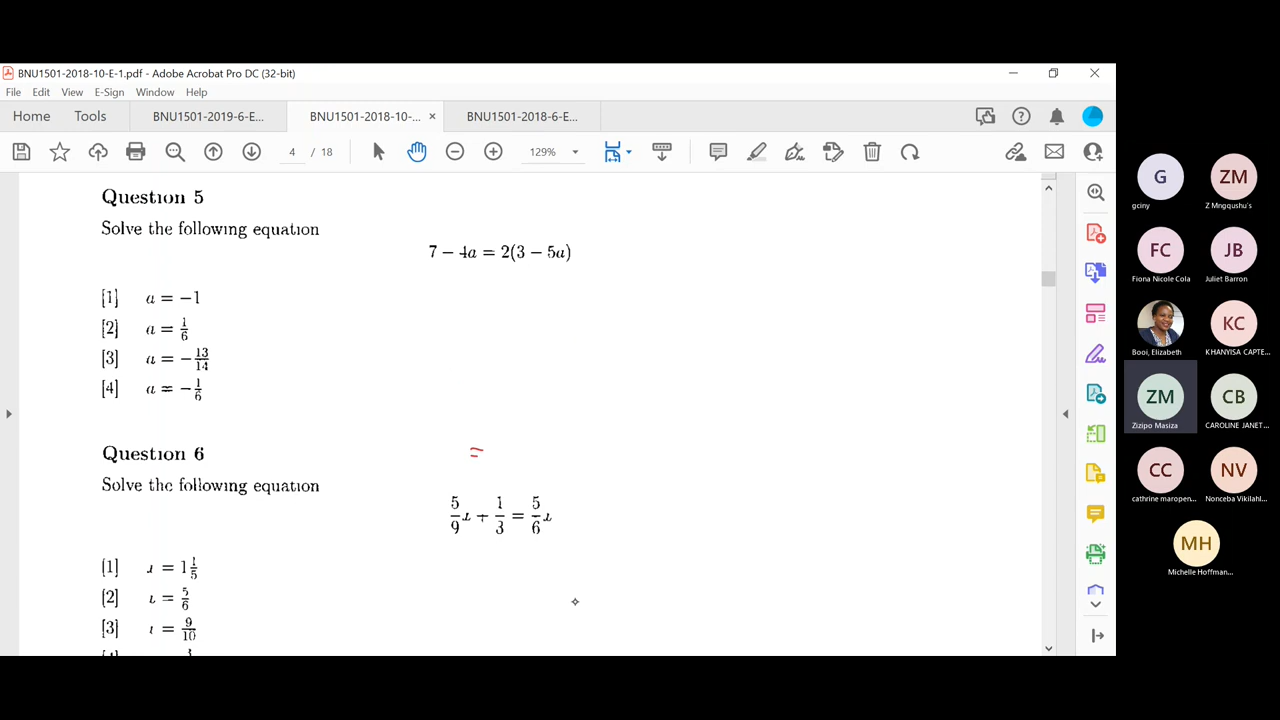 BNU1501-2018-10-E-1.pdf - Adobe Acrobat Pro DC (32-bit)
File Edit View E-Sign Window Help
Home Tools BNU1501-2019-6-E... BNU1501-2018-10-... × BNU1501-2018-6-E...
4 / 18 129%
Question 5
Solve the following equation
7 − 4a = 2(3 − 5a)
[1] a = −1
[2] a = 1/6
[3] a = −13/14
[4] a = −1/6
=
Question 6
Solve the following equation
5/9 x + 1/3 = 5/6 x
[1] x = 1 1/5
[2] x = 5/6
[3] x = 9/10
G ZM
gciny Z Mngqushu's
FC JB
Fiona Nicole Cola Juliet Barron
KC
Booi, Elizabeth KHANYISA CAPTE...
ZM CB
Zizipo Masiza CAROLINE JANET...
CC NV
cathrine maropen... Nonceba Vikilahl...
MH
Michelle Hoffman...